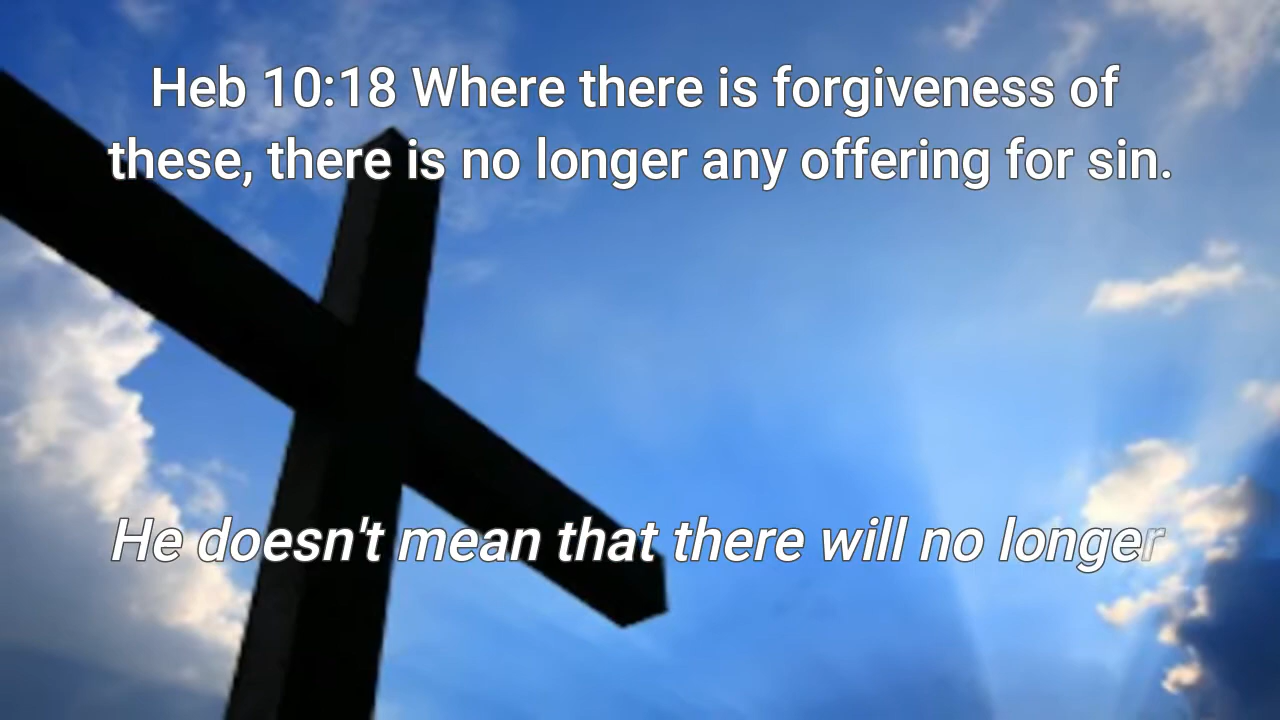 Heb 10:18 Where there is forgiveness of
these, there is no longer any offering for sin.
He doesn't mean that there will no longer